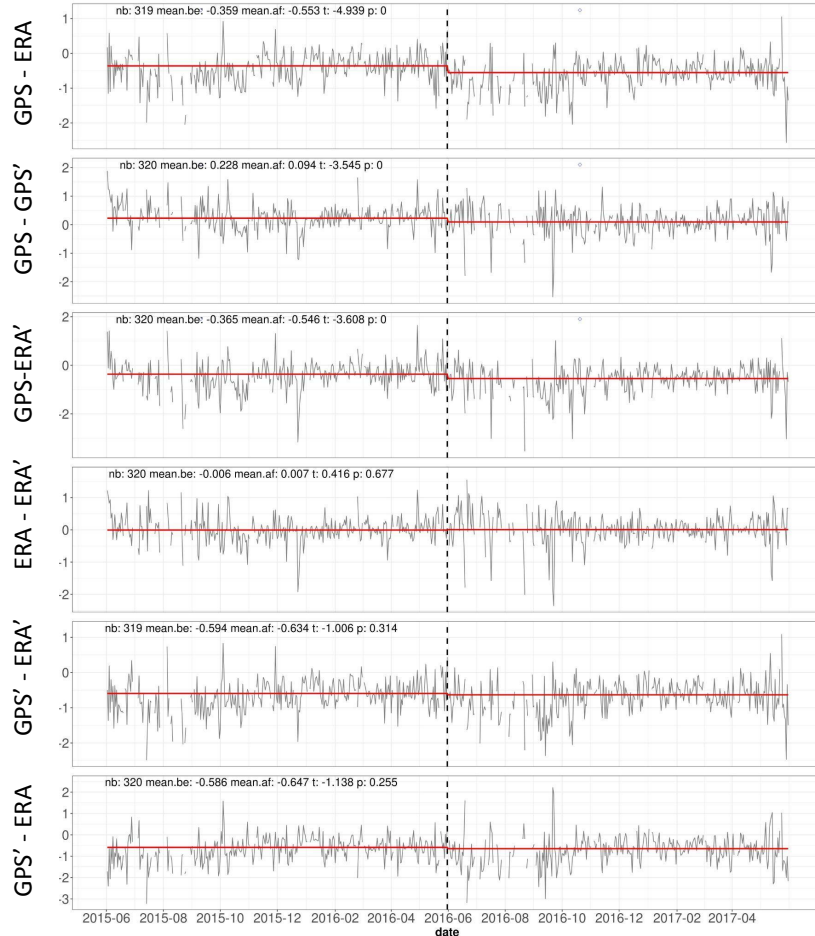 GPS - ERA
nb: 319 mean.be: -0.359 mean.af: -0.553 t: -4.939 p: 0
1
0
-1
-2
GPS - GPS’
nb: 320 mean.be: 0.228 mean.af: 0.094 t: -3.545 p: 0
2
1
0
-1
-2
GPS-ERA’
nb: 320 mean.be: -0.365 mean.af: -0.546 t: -3.608 p: 0
2
0
-2
ERA - ERA’
nb: 320 mean.be: -0.006 mean.af: 0.007 t: 0.416 p: 0.677
1
0
-1
-2
GPS’ - ERA’
nb: 319 mean.be: -0.594 mean.af: -0.634 t: -1.006 p: 0.314
1
0
-1
-2
GPS’ - ERA
nb: 320 mean.be: -0.586 mean.af: -0.647 t: -1.138 p: 0.255
2
1
0
-1
-2
-3
2015-06 2015-08 2015-10 2015-12 2016-02 2016-04 2016-06 2016-08 2016-10 2016-12 2017-02 2017-04
date